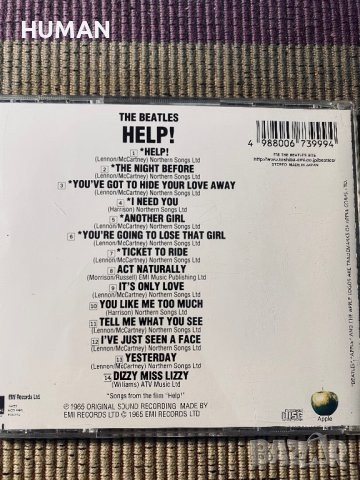 HUMAN
THE BEATLES
HELP!
1 *HELP!
(Lennon/McCartney) Northern Songs Ltd
2 *THE NIGHT BEFORE
(Lennon/McCartney) Northern Songs Ltd
3 *YOU'VE GOT TO HIDE YOUR LOVE AWAY
(Lennon/McCartney) Northern Songs Ltd
4 *I NEED YOU
(Harrison) Northern Songs Ltd
5 *ANOTHER GIRL
(Lennon/McCartney) Northern Songs Ltd
6 *YOU'RE GOING TO LOSE THAT GIRL
(Lennon/McCartney) Northern Songs Ltd
7 *TICKET TO RIDE
(Lennon/McCartney) Northern Songs Ltd
8 ACT NATURALLY
(Morrison/Russell) EMI Music Publishing Ltd
9 IT'S ONLY LOVE
(Lennon/McCartney) Northern Songs Ltd
10 YOU LIKE ME TOO MUCH
(Harrison) Northern Songs Ltd
11 TELL ME WHAT YOU SEE
(Lennon/McCartney) Northern Songs Ltd
12 I'VE JUST SEEN A FACE
(Lennon/McCartney) Northern Songs Ltd
13 YESTERDAY
(Lennon/McCartney) Northern Songs Ltd
14 DIZZY MISS LIZZY
(Williams) ATV Music Ltd
*Songs from the film "Help!"
℗ 1965 ORIGINAL SOUND RECORDING MADE BY
EMI RECORDS LTD © 1965 EMI RECORDS LTD
4 988006 739994
STEREO MADE IN JAPAN
EMI Records Ltd
Apple
bazar.bg